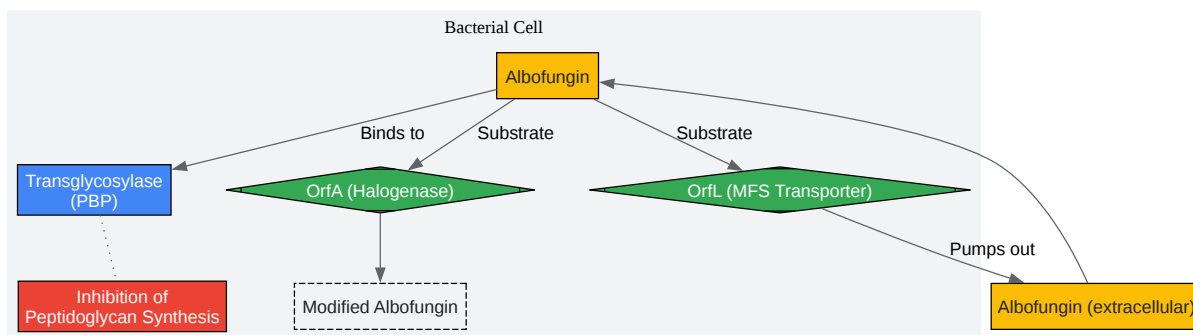 Bacterial Cell
Albofungin
Binds to
Substrate
Substrate
Transglycosylase
(PBP)
OrfA (Halogenase)
OrfL (MFS Transporter)
Pumps out
Inhibition of
Peptidoglycan Synthesis
Modified Albofungin
Albofungin (extracellular)